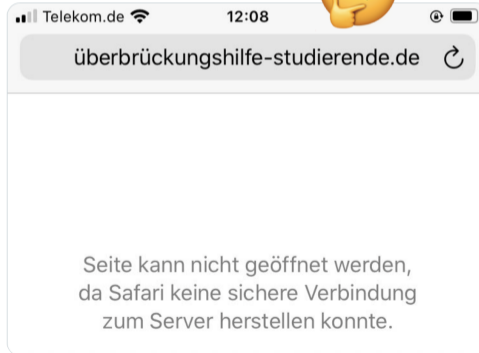 Telekom.de 12:08
überbrückungshilfe-studierende.de
Seite kann nicht geöffnet werden,
da Safari keine sichere Verbindung
zum Server herstellen konnte.